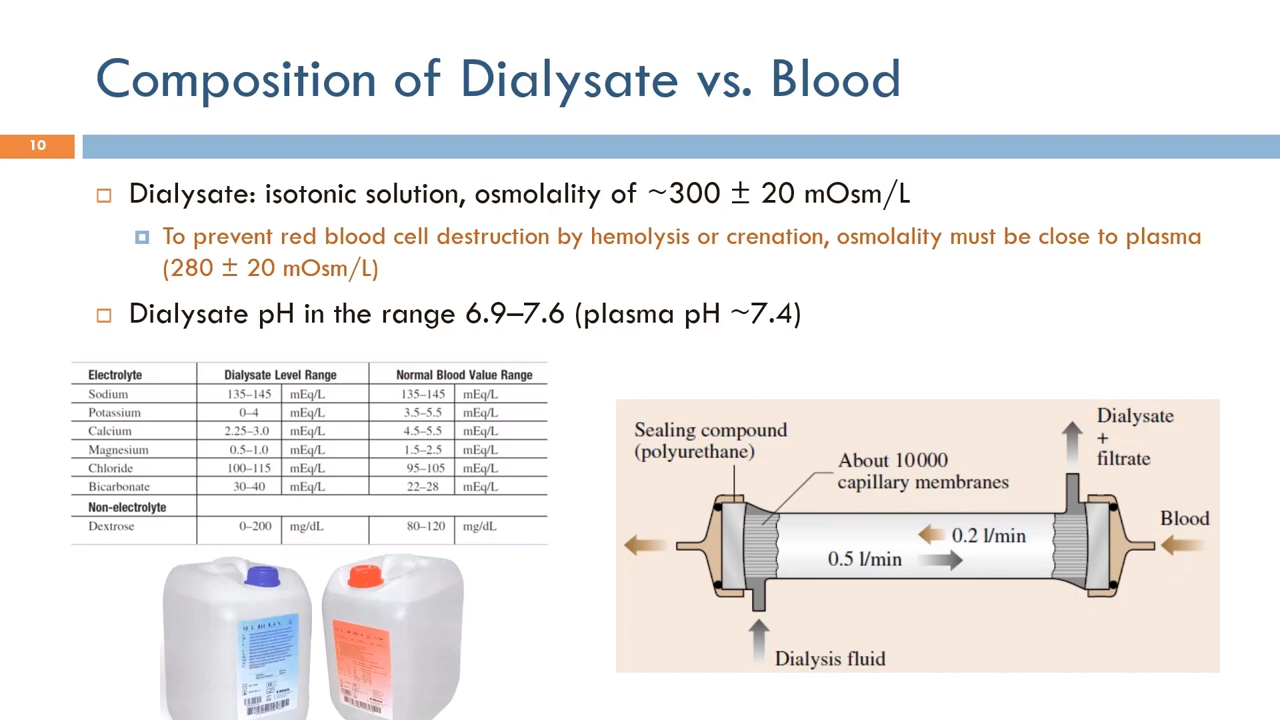 Composition of Dialysate vs. Blood
10
Dialysate: isotonic solution, osmolality of ~300 ± 20 mOsm/L
To prevent red blood cell destruction by hemolysis or crenation, osmolality must be close to plasma
(280 ± 20 mOsm/L)
Dialysate pH in the range 6.9–7.6 (plasma pH ~7.4)
Electrolyte Dialysate Level Range Normal Blood Value Range
Sodium 135–145 mEq/L 135–145 mEq/L
Potassium 0–4 mEq/L 3.5–5.5 mEq/L
Calcium 2.25–3.0 mEq/L 4.5–5.5 mEq/L
Magnesium 0.5–1.0 mEq/L 1.5–2.5 mEq/L
Chloride 100–115 mEq/L 95–105 mEq/L
Bicarbonate 30–40 mEq/L 22–28 mEq/L
Non-electrolyte
Dextrose 0–200 mg/dL 80–120 mg/dL
Sealing compound
(polyurethane)
About 10 000
capillary membranes
Dialysate
+
filtrate
Blood
0.2 l/min
0.5 l/min
Dialysis fluid